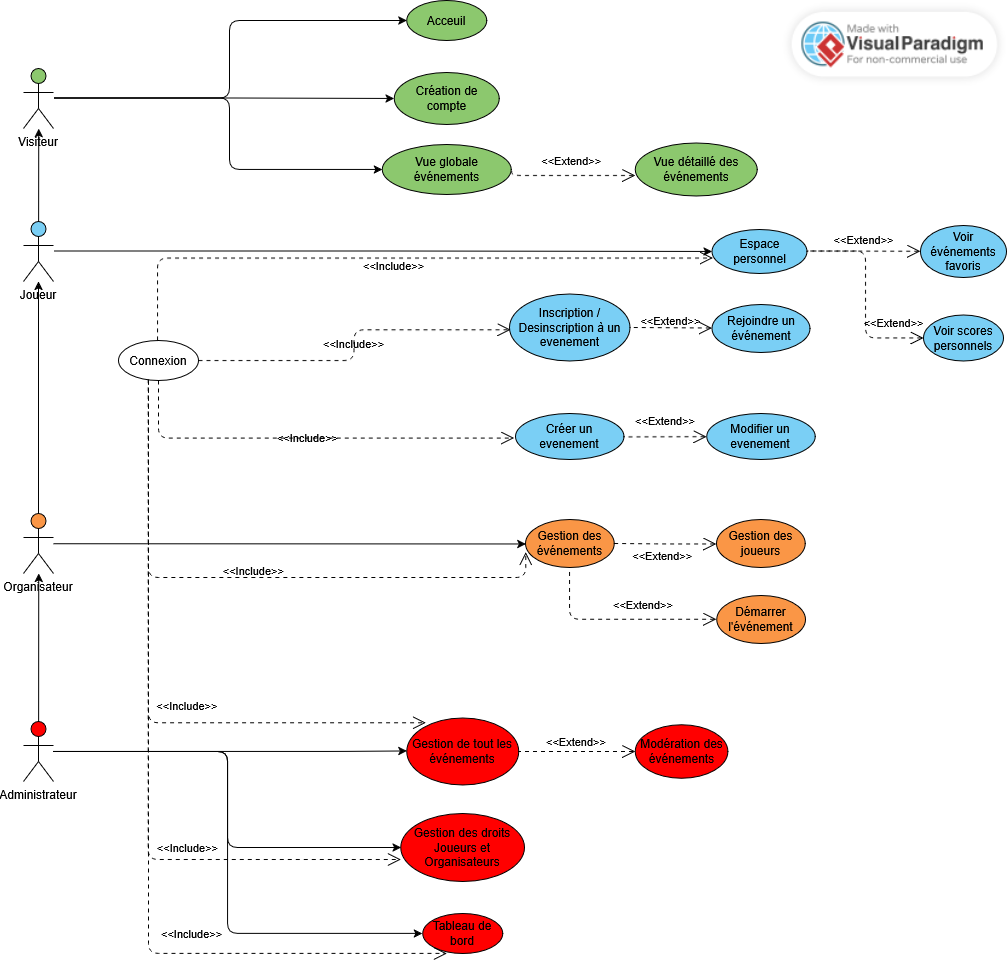 Acceuil
Made with
Visual Paradigm
For non-commercial use
Création de
compte
Visiteur
Vue globale
événements
<<Extend>>
Vue détaillé des
événements
Joueur
Espace
personnel
<<Extend>>
Voir
événements
favoris
<<Include>>
Inscription /
Desinscription à un
evenement
<<Extend>>
Rejoindre un
événement
<<Extend>>
Voir scores
personnels
<<Include>>
Connexion
<<Include>>
Créer un
evenement
<<Extend>>
Modifier un
evenement
Organisateur
Gestion des
événements
<<Extend>>
Gestion des
joueurs
<<Include>>
<<Extend>>
Démarrer
l'événement
<<Include>>
Administrateur
Gestion de tout les
événements
<<Extend>>
Modération des
événements
<<Include>>
Gestion des droits
Joueurs et
Organisateurs
<<Include>>
Tableau de
bord